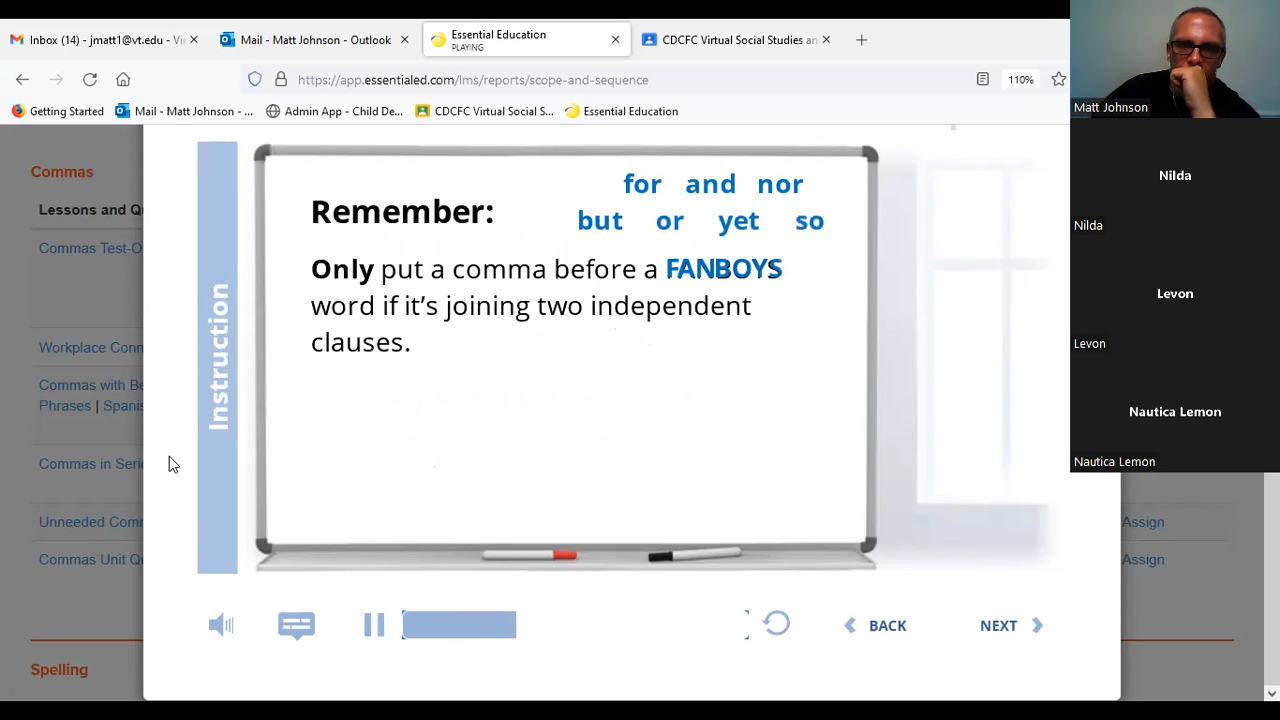 Inbox (14) - jmatt1@vt.edu - Vir
Mail - Matt Johnson - Outlook
Essential Education
PLAYING
CDCFC Virtual Social Studies an
https://app.essentialed.com/lms/reports/scope-and-sequence
110%
Getting Started
Mail - Matt Johnson - ...
Admin App - Child De...
CDCFC Virtual Social S...
Essential Education
Matt Johnson
Nilda
Nilda
Levon
Levon
Nautica Lemon
Nautica Lemon
Commas
Lessons and Qu
Commas Test-O
Workplace Conn
Commas with Be
Phrases | Spanis
Commas in Serie
Unneeded Comm
Commas Unit Qu
Spelling
Assign
Assign
Instruction
for and nor
Remember:
but or yet so
Only put a comma before a FANBOYS
word if it's joining two independent
clauses.
BACK
NEXT